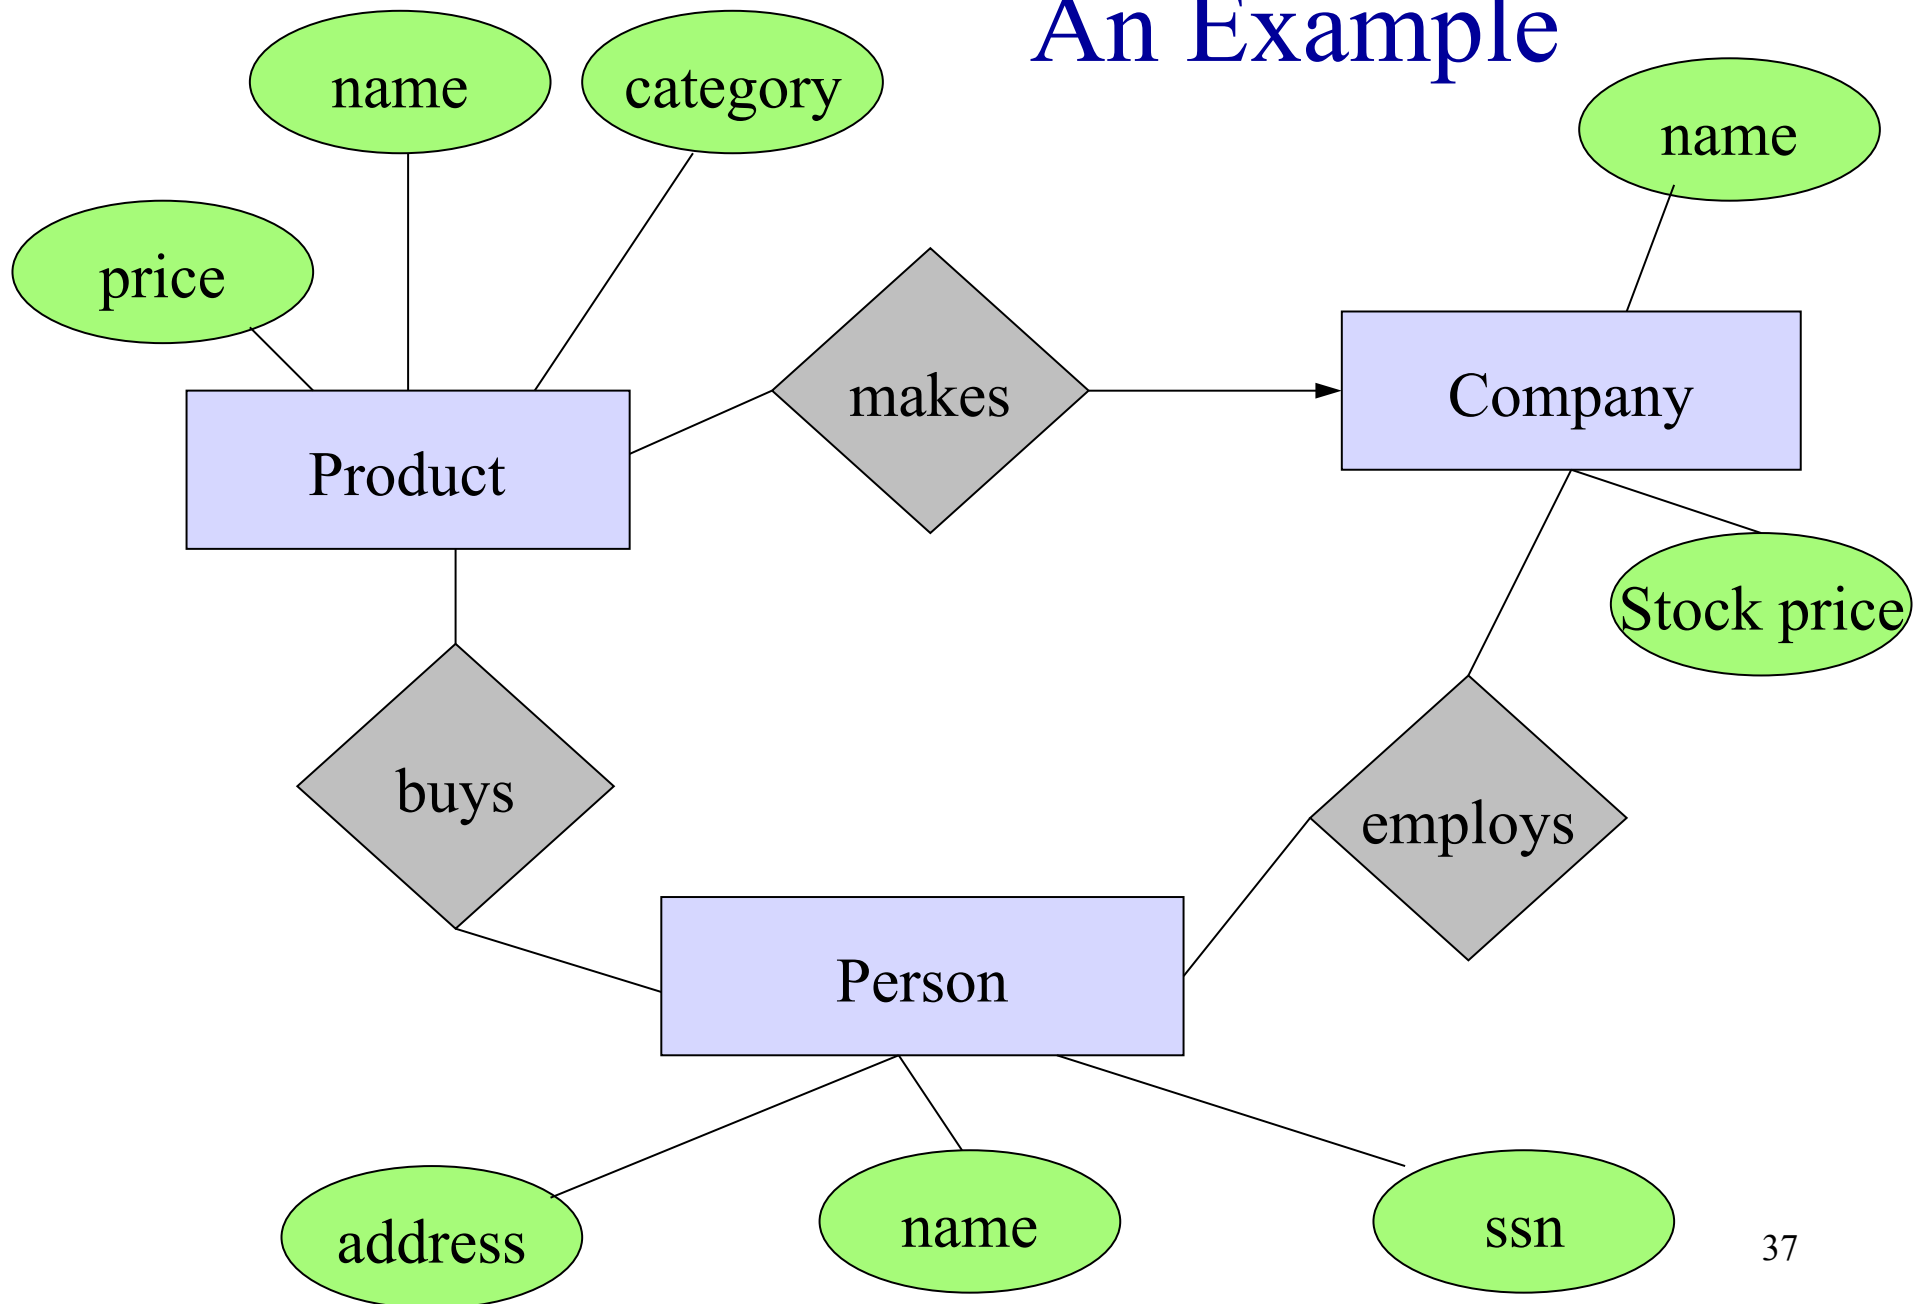 An Example
name
category
name
price
makes
Company
Product
Stock price
buys
employs
Person
address
name
ssn
37